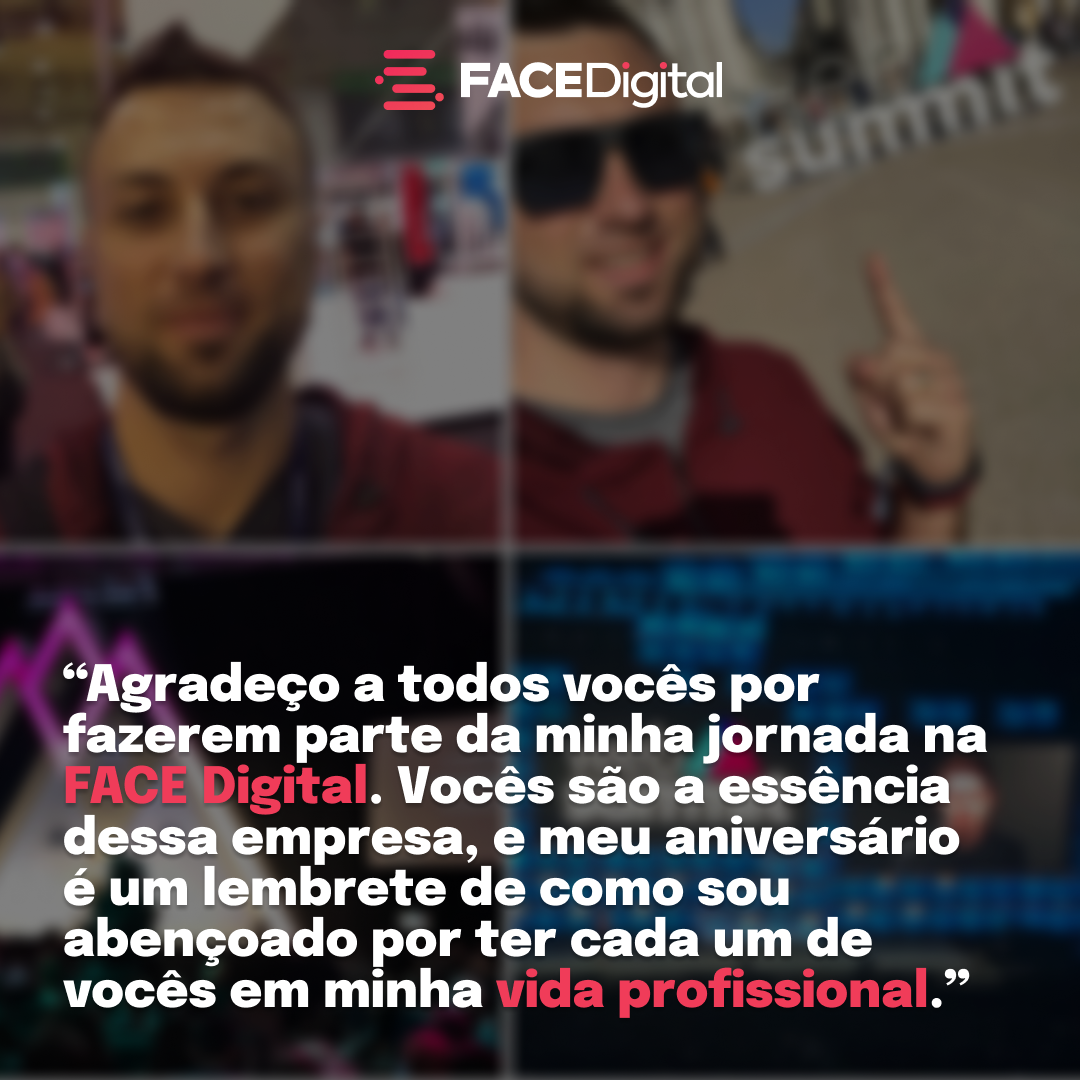 FACEDigital
summit
“Agradeço a todos vocês por
fazerem parte da minha jornada na
FACE Digital. Vocês são a essência
dessa empresa, e meu aniversário
é um lembrete de como sou
abençoado por ter cada um de
vocês em minha vida profissional.”